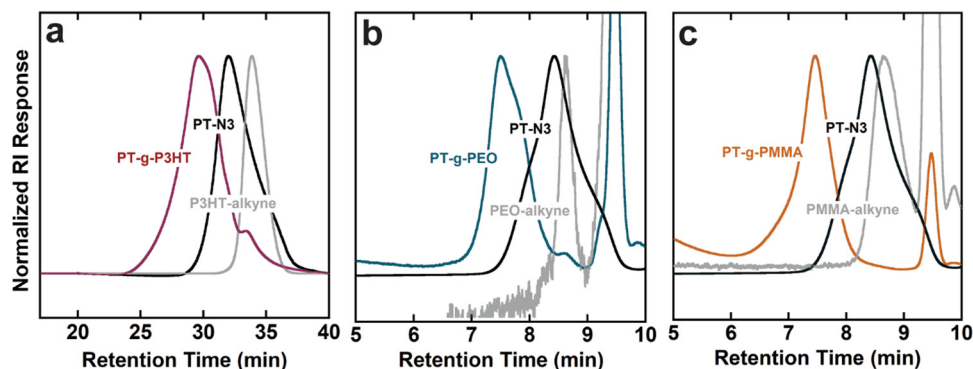 a
b
c
Normalized RI Response
PT-g-P3HT
PT-N3
P3HT-alkyne
PT-g-PEO
PT-N3
PEO-alkyne
PT-g-PMMA
PT-N3
PMMA-alkyne
20 25 30 35 40
5 6 7 8 9 10
5 6 7 8 9 10
Retention Time (min)
Retention Time (min)
Retention Time (min)